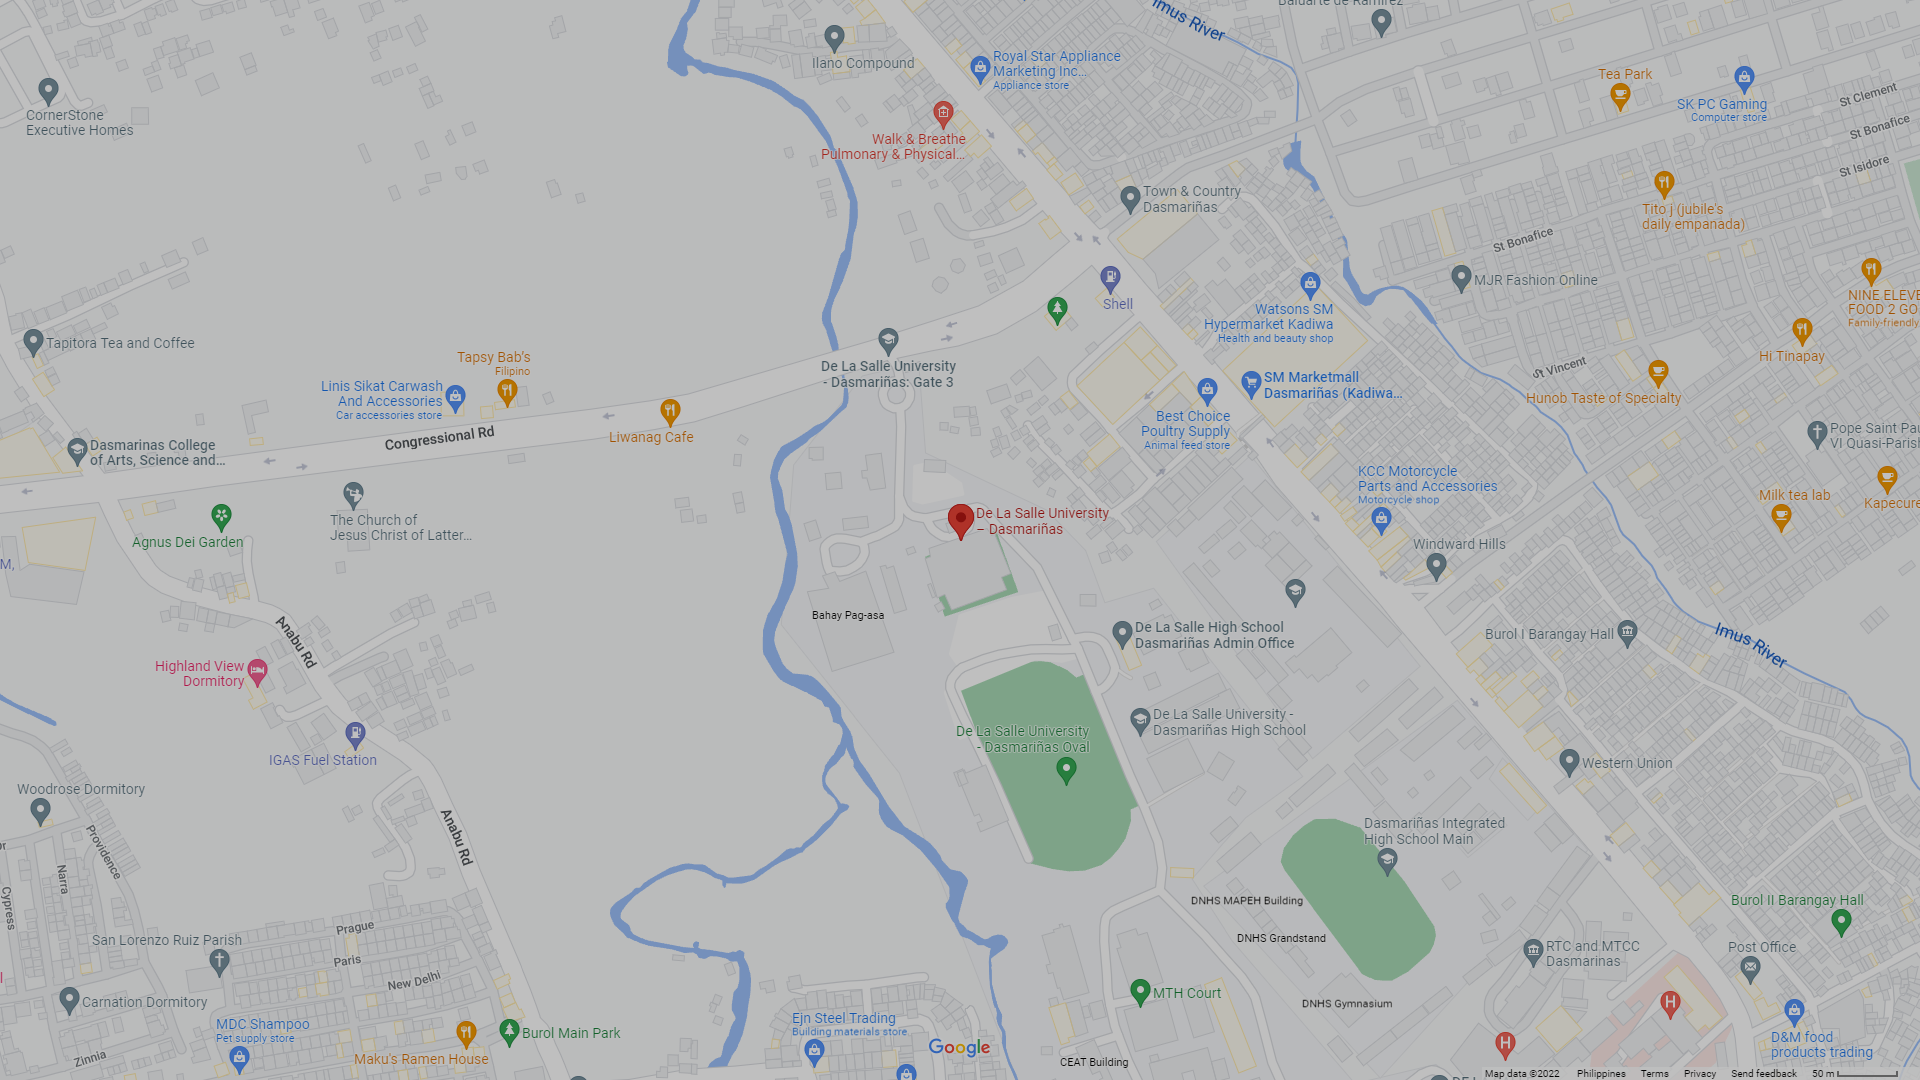 Baluarte de Ramirez
Imus River
Ilano Compound
Royal Star Appliance
Marketing Inc...
Appliance store
Tea Park
SK PC Gaming
Computer store
St Clement
St Bonafice
St Isidore
CornerStone
Executive Homes
Walk & Breathe
Pulmonary & Physical...
Town & Country
Dasmariñas
Tito j (jubile's
daily empanada)
St Bonafice
MJR Fashion Online
Shell
Watsons SM
Hypermarket Kadiwa
Health and beauty shop
NINE ELEVE
FOOD 2 GO
Family-friendly
Tapitora Tea and Coffee
Hi Tinapay
St Vincent
Tapsy Bab's
Filipino
De La Salle University
- Dasmariñas: Gate 3
Linis Sikat Carwash
And Accessories
Car accessories store
SM Marketmall
Dasmariñas (Kadiwa...
Hunob Taste of Specialty
Best Choice
Poultry Supply
Animal feed store
Liwanag Cafe
Congressional Rd
Dasmarinas College
of Arts, Science and...
Pope Saint Pau
VI Quasi-Parish
KCC Motorcycle
Parts and Accessories
Motorcycle shop
Milk tea lab
Kapecure
The Church of
Jesus Christ of Latter...
De La Salle University
– Dasmariñas
Agnus Dei Garden
Windward Hills
M,
Bahay Pag-asa
De La Salle High School
Dasmariñas Admin Office
Burol I Barangay Hall
Imus River
Anabu Rd
Highland View
Dormitory
De La Salle University -
Dasmariñas High School
De La Salle University
- Dasmariñas Oval
IGAS Fuel Station
Western Union
Woodrose Dormitory
Providence
Anabu Rd
Dasmariñas Integrated
High School Main
Narra
Cypress
DNHS MAPEH Building
Burol II Barangay Hall
Prague
San Lorenzo Ruiz Parish
DNHS Grandstand
RTC and MTCC
Dasmarinas
Post Office
Paris
New Delhi
Carnation Dormitory
MTH Court
DNHS Gymnasium
MDC Shampoo
Pet supply store
Ejn Steel Trading
Building materials store
Burol Main Park
D&M food
products trading
Maku's Ramen House
Zinnia
Google
CEAT Building
Map data ©2022
Philippines
Terms
Privacy
Send feedback
50 m